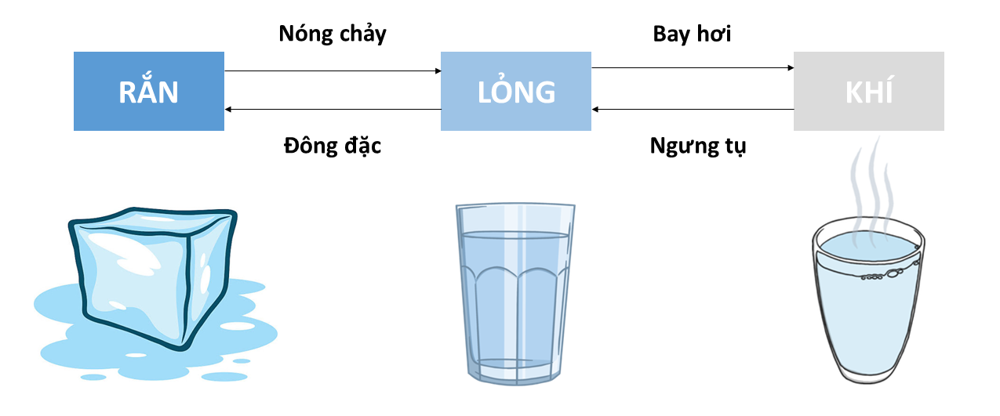 Nóng chảy
Bay hơi
RẮN
LỎNG
KHÍ
Đông đặc
Ngưng tụ